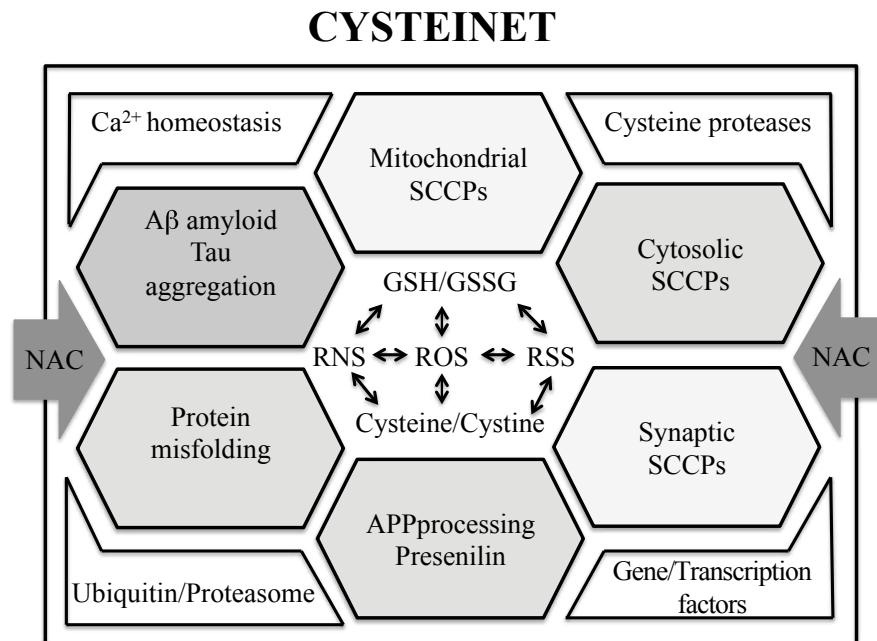 CYSTEINET
Ca²⁺ homeostasis
Cysteine proteases
Mitochondrial
SCCPs
Aβ amyloid
Tau
aggregation
Cytosolic
SCCPs
GSH/GSSG
NAC
RNS
ROS
RSS
NAC
Cysteine/Cystine
Protein
misfolding
Synaptic
SCCPs
APPprocessing
Presenilin
Ubiquitin/Proteasome
Gene/Transcription
factors